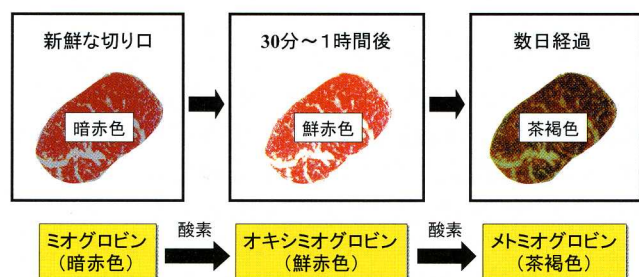 新鮮な切り口
30分～1時間後
数日経過
暗赤色
鮮赤色
茶褐色
ミオグロビン
（暗赤色）
酸素
オキシミオグロビン
（鮮赤色）
酸素
メトミオグロビン
（茶褐色）